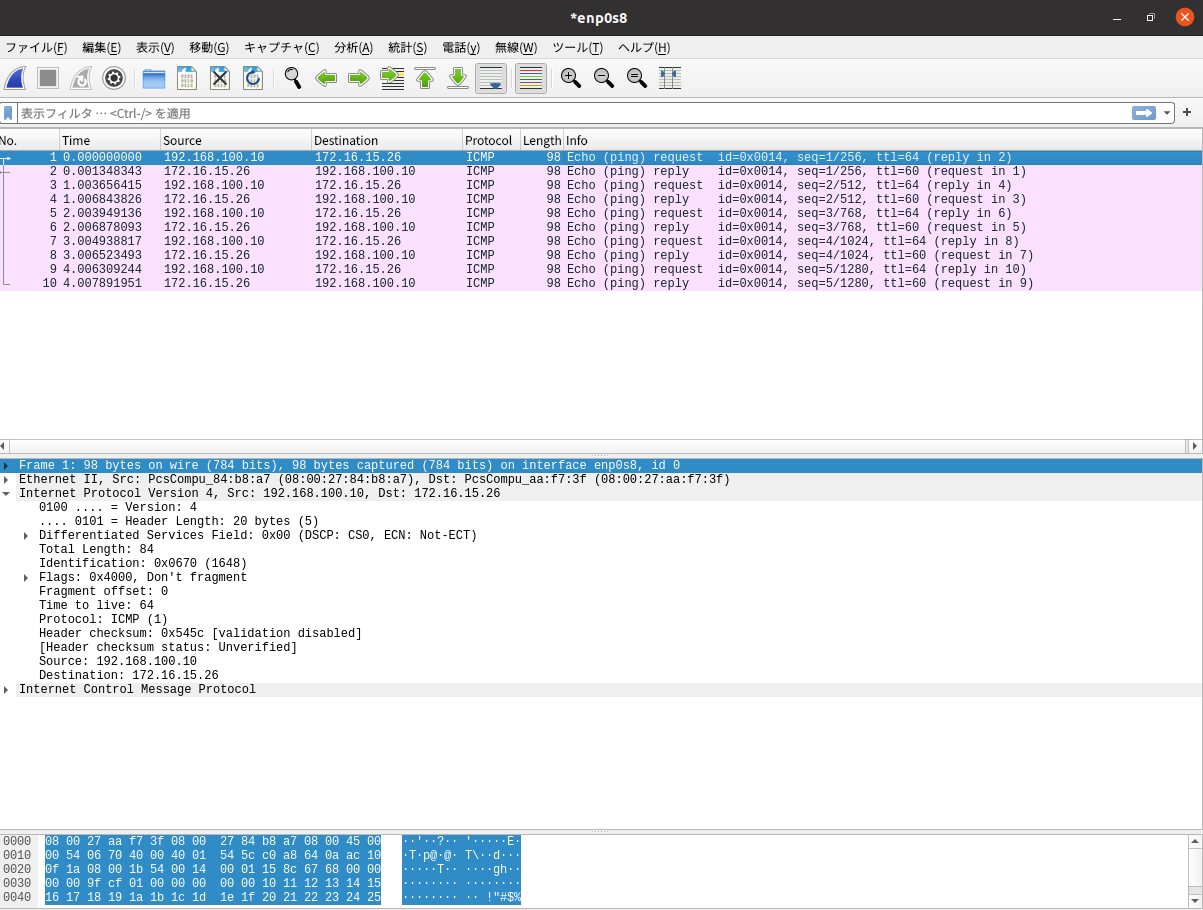 *enp0s8
ファイル(F) 編集(E) 表示(V) 移動(G) キャプチャ(C) 分析(A) 統計(S) 電話(y) 無線(W) ツール(T) ヘルプ(H)
表示フィルタ … <Ctrl-/> を適用
No. Time Source Destination Protocol Length Info
1 0.000000000 192.168.100.10 172.16.15.26 ICMP 98 Echo (ping) request id=0x0014, seq=1/256, ttl=64 (reply in 2)
2 0.001348343 172.16.15.26 192.168.100.10 ICMP 98 Echo (ping) reply id=0x0014, seq=1/256, ttl=60 (request in 1)
3 1.003656415 192.168.100.10 172.16.15.26 ICMP 98 Echo (ping) request id=0x0014, seq=2/512, ttl=64 (reply in 4)
4 1.006843826 172.16.15.26 192.168.100.10 ICMP 98 Echo (ping) reply id=0x0014, seq=2/512, ttl=60 (request in 3)
5 2.003949136 192.168.100.10 172.16.15.26 ICMP 98 Echo (ping) request id=0x0014, seq=3/768, ttl=64 (reply in 6)
6 2.006878093 172.16.15.26 192.168.100.10 ICMP 98 Echo (ping) reply id=0x0014, seq=3/768, ttl=60 (request in 5)
7 3.004938817 192.168.100.10 172.16.15.26 ICMP 98 Echo (ping) request id=0x0014, seq=4/1024, ttl=64 (reply in 8)
8 3.006523493 172.16.15.26 192.168.100.10 ICMP 98 Echo (ping) reply id=0x0014, seq=4/1024, ttl=60 (request in 7)
9 4.006309244 192.168.100.10 172.16.15.26 ICMP 98 Echo (ping) request id=0x0014, seq=5/1280, ttl=64 (reply in 10)
10 4.007891951 172.16.15.26 192.168.100.10 ICMP 98 Echo (ping) reply id=0x0014, seq=5/1280, ttl=60 (request in 9)
Frame 1: 98 bytes on wire (784 bits), 98 bytes captured (784 bits) on interface enp0s8, id 0
Ethernet II, Src: PcsCompu_84:b8:a7 (08:00:27:84:b8:a7), Dst: PcsCompu_aa:f7:3f (08:00:27:aa:f7:3f)
Internet Protocol Version 4, Src: 192.168.100.10, Dst: 172.16.15.26
0100 .... = Version: 4
.... 0101 = Header Length: 20 bytes (5)
Differentiated Services Field: 0x00 (DSCP: CS0, ECN: Not-ECT)
Total Length: 84
Identification: 0x0670 (1648)
Flags: 0x4000, Don't fragment
Fragment offset: 0
Time to live: 64
Protocol: ICMP (1)
Header checksum: 0x545c [validation disabled]
[Header checksum status: Unverified]
Source: 192.168.100.10
Destination: 172.16.15.26
Internet Control Message Protocol
0000 08 00 27 aa f7 3f 08 00 27 84 b8 a7 08 00 45 00 ··'··?·· '·····E·
0010 00 54 06 70 40 00 40 01 54 5c c0 a8 64 0a ac 10 ·T·p@·@· T\··d···
0020 0f 1a 08 00 1b 54 00 14 00 01 15 8c 67 68 00 00 ·····T·· ····gh··
0030 00 00 9f cf 01 00 00 00 00 00 10 11 12 13 14 15 ········ ········
0040 16 17 18 19 1a 1b 1c 1d 1e 1f 20 21 22 23 24 25 ········ ·· !"#$%